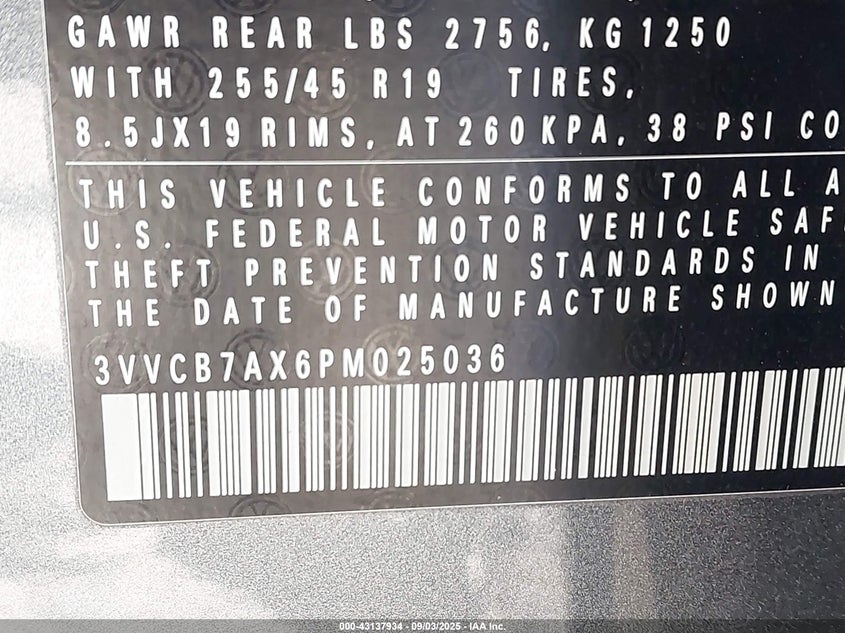 GAWR REAR LBS 2756, KG 1250
WITH 255/45 R19 TIRES,
8.5JX19 RIMS, AT 260 KPA, 38 PSI CO
THIS VEHICLE CONFORMS TO ALL A
U.S. FEDERAL MOTOR VEHICLE SAF
THEFT PREVENTION STANDARDS IN
THE DATE OF MANUFACTURE SHOWN
3VVCB7AX6PM025036
000-43137934 - 09/03/2025 - IAA Inc.